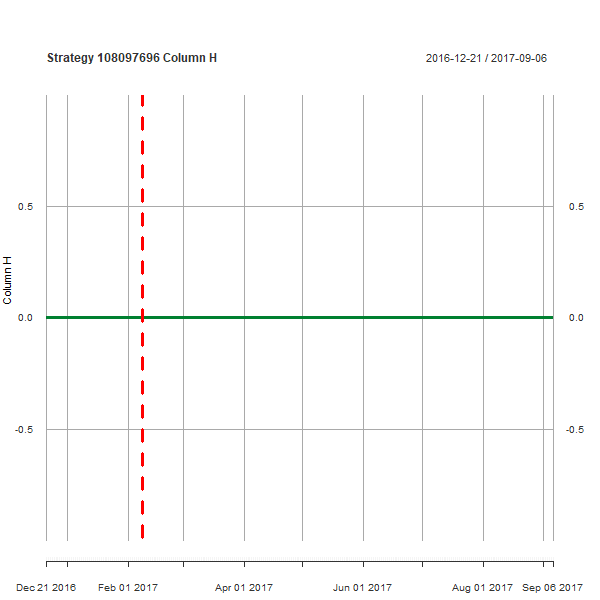 Strategy 108097696 Column H
2016-12-21 / 2017-09-06
0.5
0.5
Column H
0.0
0.0
-0.5
-0.5
Dec 21 2016
Feb 01 2017
Apr 01 2017
Jun 01 2017
Aug 01 2017
Sep 06 2017